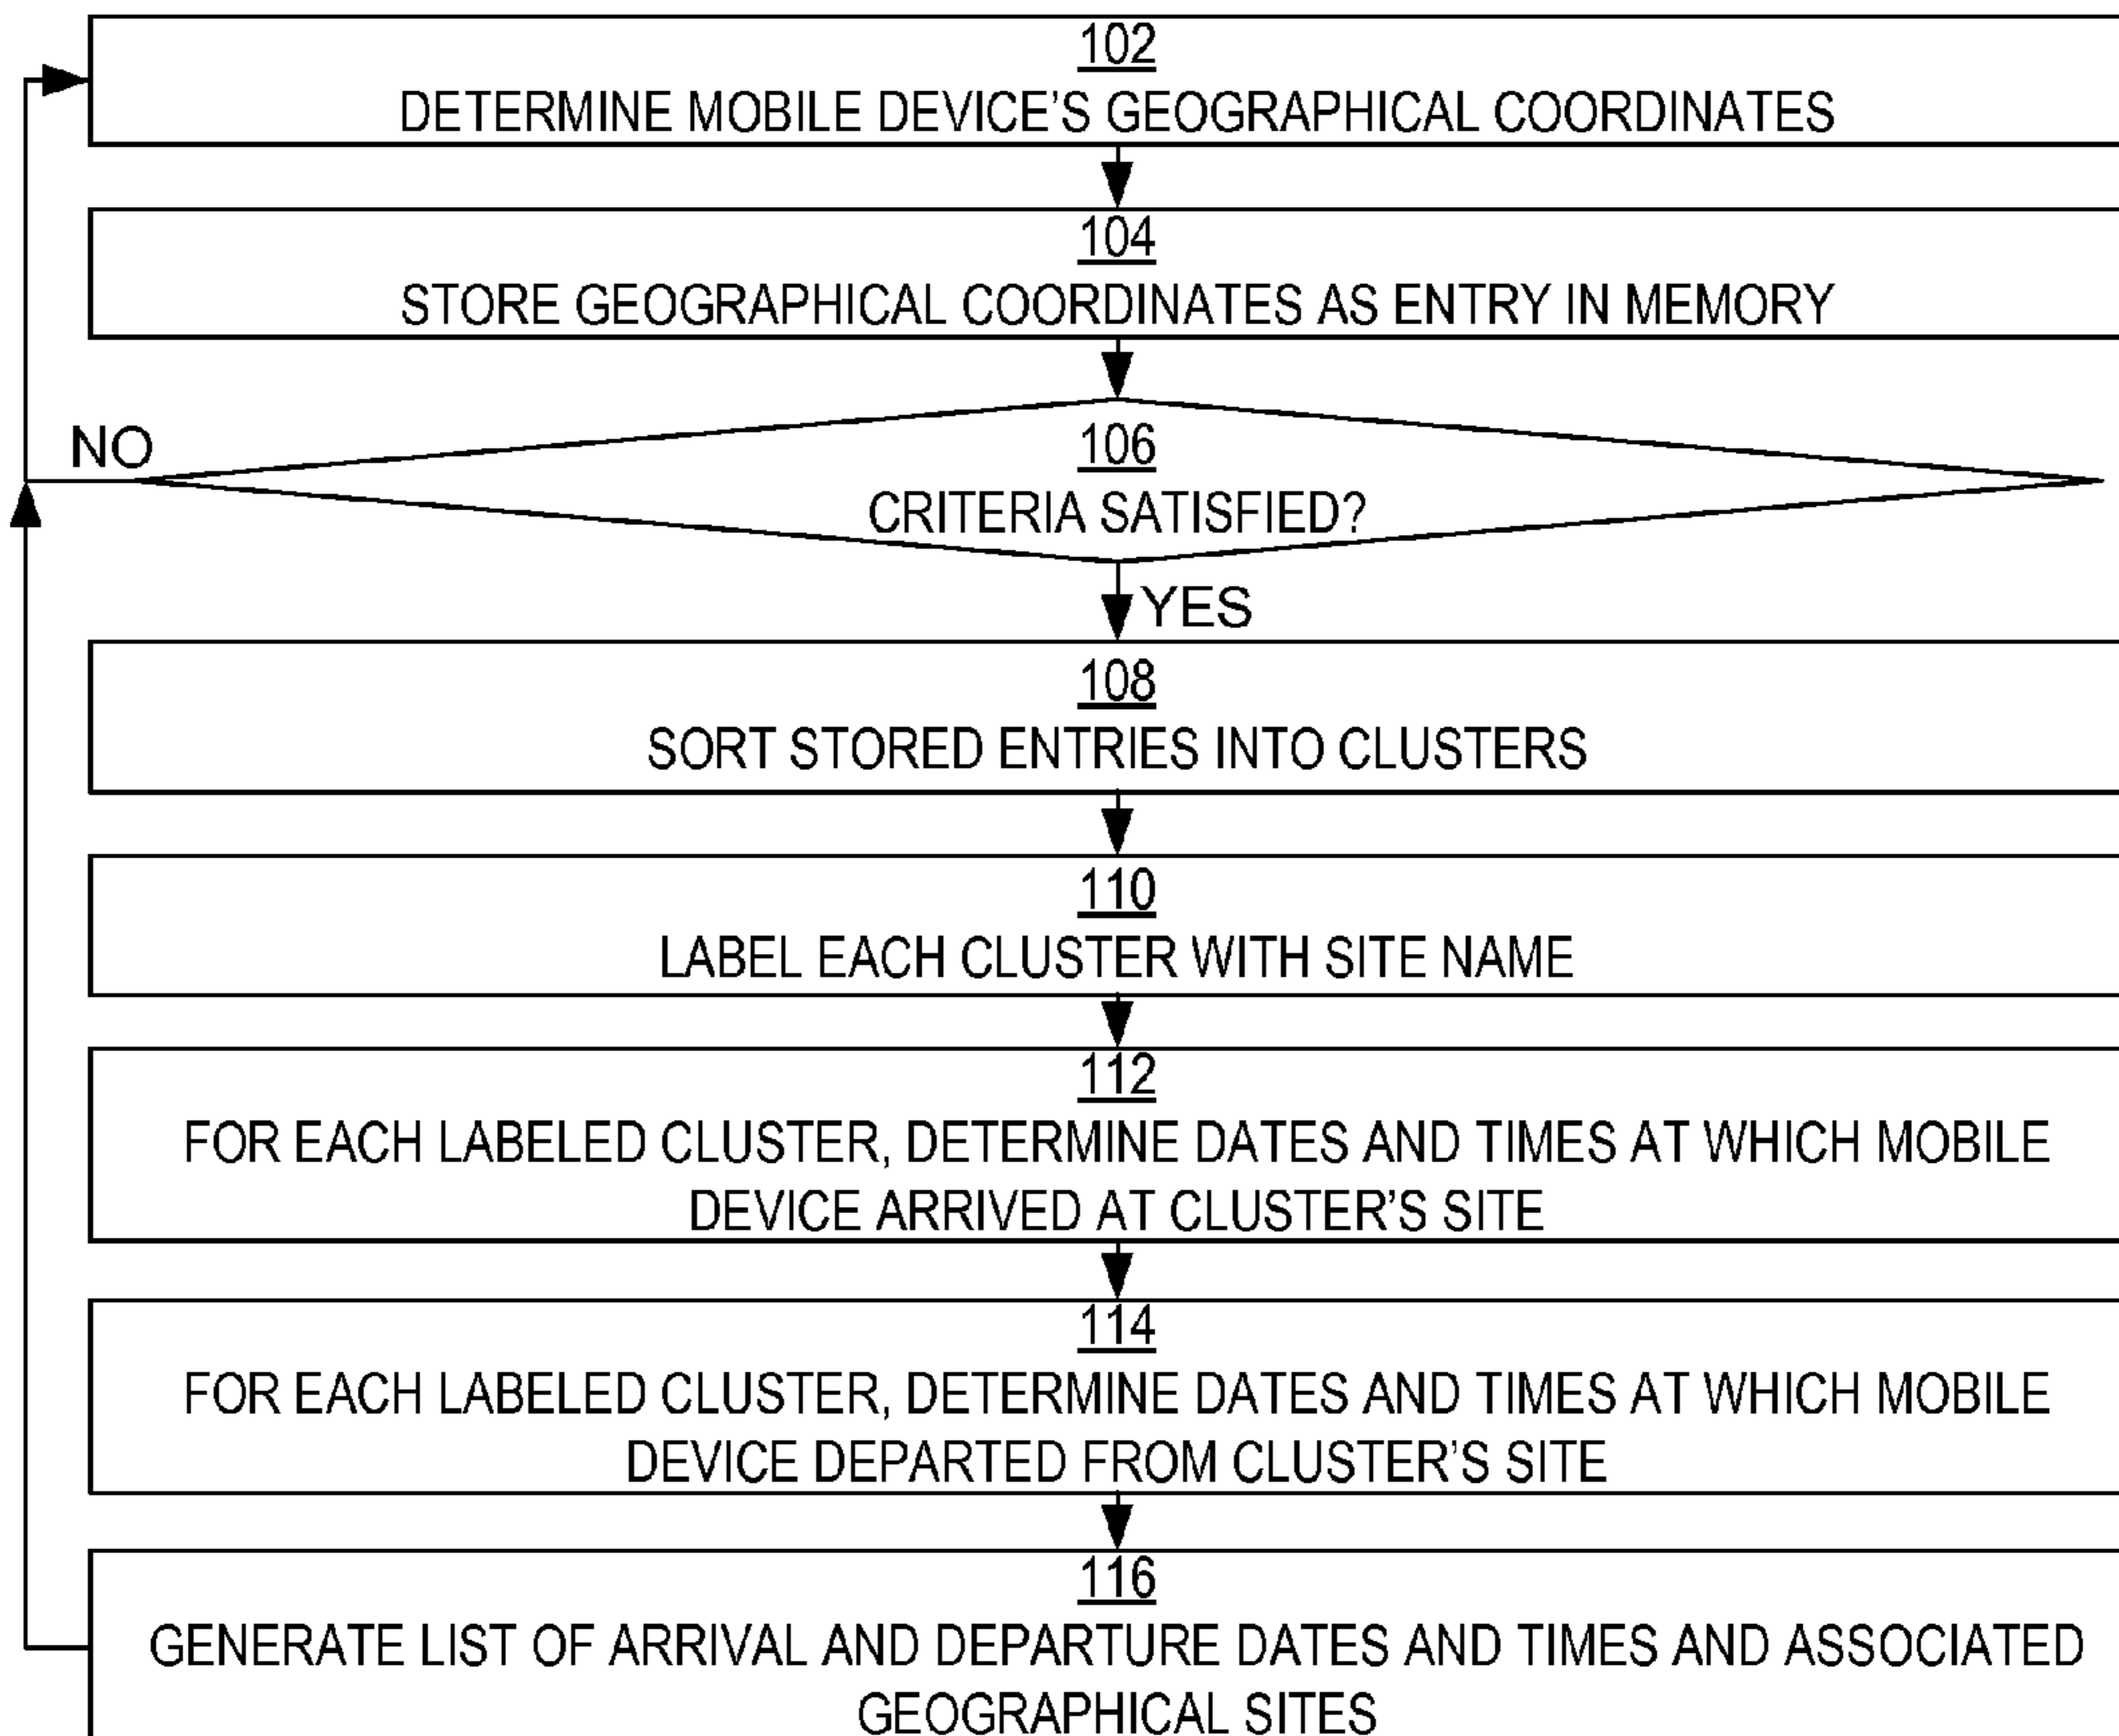 102
DETERMINE MOBILE DEVICE'S GEOGRAPHICAL COORDINATES
104
STORE GEOGRAPHICAL COORDINATES AS ENTRY IN MEMORY
NO
106
CRITERIA SATISFIED?
YES
108
SORT STORED ENTRIES INTO CLUSTERS
110
LABEL EACH CLUSTER WITH SITE NAME
112
FOR EACH LABELED CLUSTER, DETERMINE DATES AND TIMES AT WHICH MOBILE
DEVICE ARRIVED AT CLUSTER'S SITE
114
FOR EACH LABELED CLUSTER, DETERMINE DATES AND TIMES AT WHICH MOBILE
DEVICE DEPARTED FROM CLUSTER'S SITE
116
GENERATE LIST OF ARRIVAL AND DEPARTURE DATES AND TIMES AND ASSOCIATED
GEOGRAPHICAL SITES